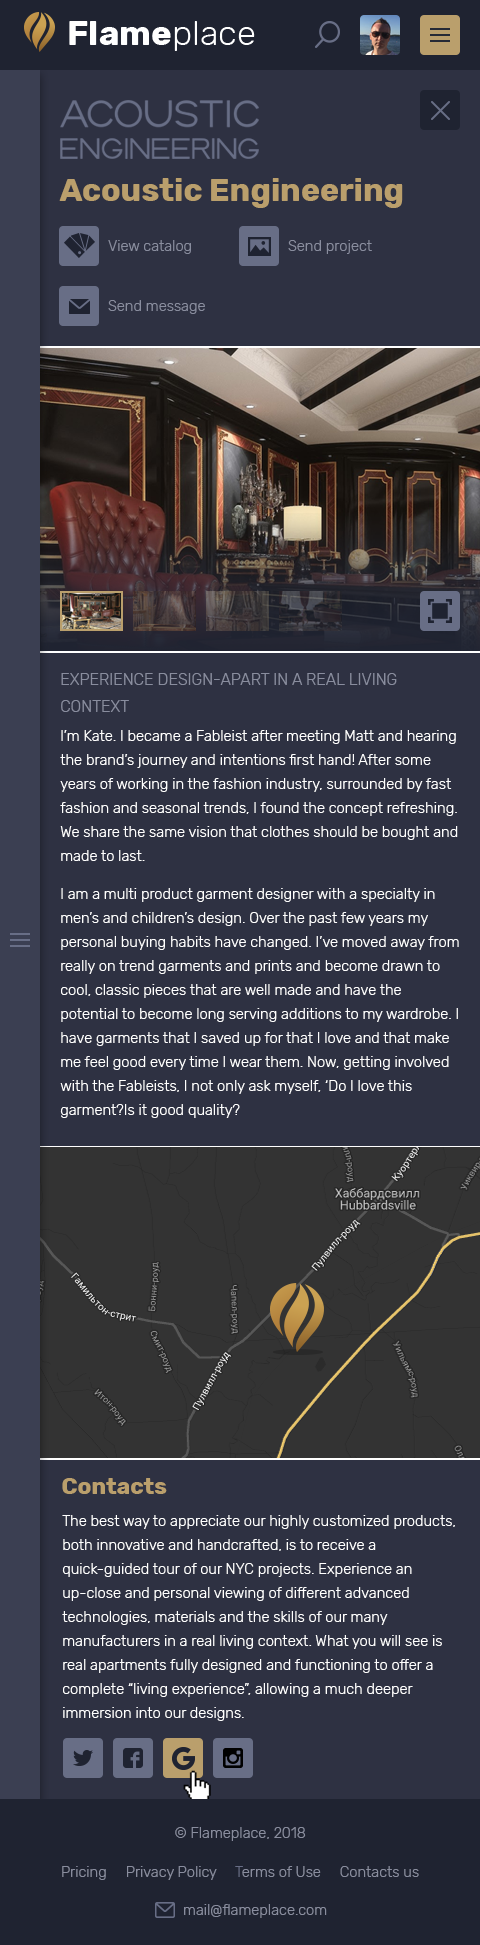 Flameplace
ACOUSTIC
ENGINEERING
Acoustic Engineering
View catalog
Send project
Send message
EXPERIENCE DESIGN-APART IN A REAL LIVING
CONTEXT
I'm Kate. I became a Fableist after meeting Matt and hearing
the brand's journey and intentions first hand! After some
years of working in the fashion industry, surrounded by fast
fashion and seasonal trends, I found the concept refreshing.
We share the same vision that clothes should be bought and
made to last.
I am a multi product garment designer with a specialty in
men's and children's design. Over the past few years my
personal buying habits have changed. I've moved away from
really on trend garments and prints and become drawn to
cool, classic pieces that are well made and have the
potential to become long serving additions to my wardrobe. I
have garments that I saved up for that I love and that make
me feel good every time I wear them. Now, getting involved
with the Fableists, I not only ask myself, 'Do I love this
garment?Is it good quality?
Куортер
Хаббардсвилл
Hubbardsville
Пулвилл-роуд
Гамильтон-стрит
Бонни-роуд
Чапел-роуд
Смит-роуд
Уильямс-роуд
Пулвилл-роуд
Итон-роуд
Contacts
The best way to appreciate our highly customized products,
both innovative and handcrafted, is to receive a
quick-guided tour of our NYC projects. Experience an
up-close and personal viewing of different advanced
technologies, materials and the skills of our many
manufacturers in a real living context. What you will see is
real apartments fully designed and functioning to offer a
complete "living experience", allowing a much deeper
immersion into our designs.
© Flameplace, 2018
Pricing Privacy Policy Terms of Use Contacts us
mail@flameplace.com